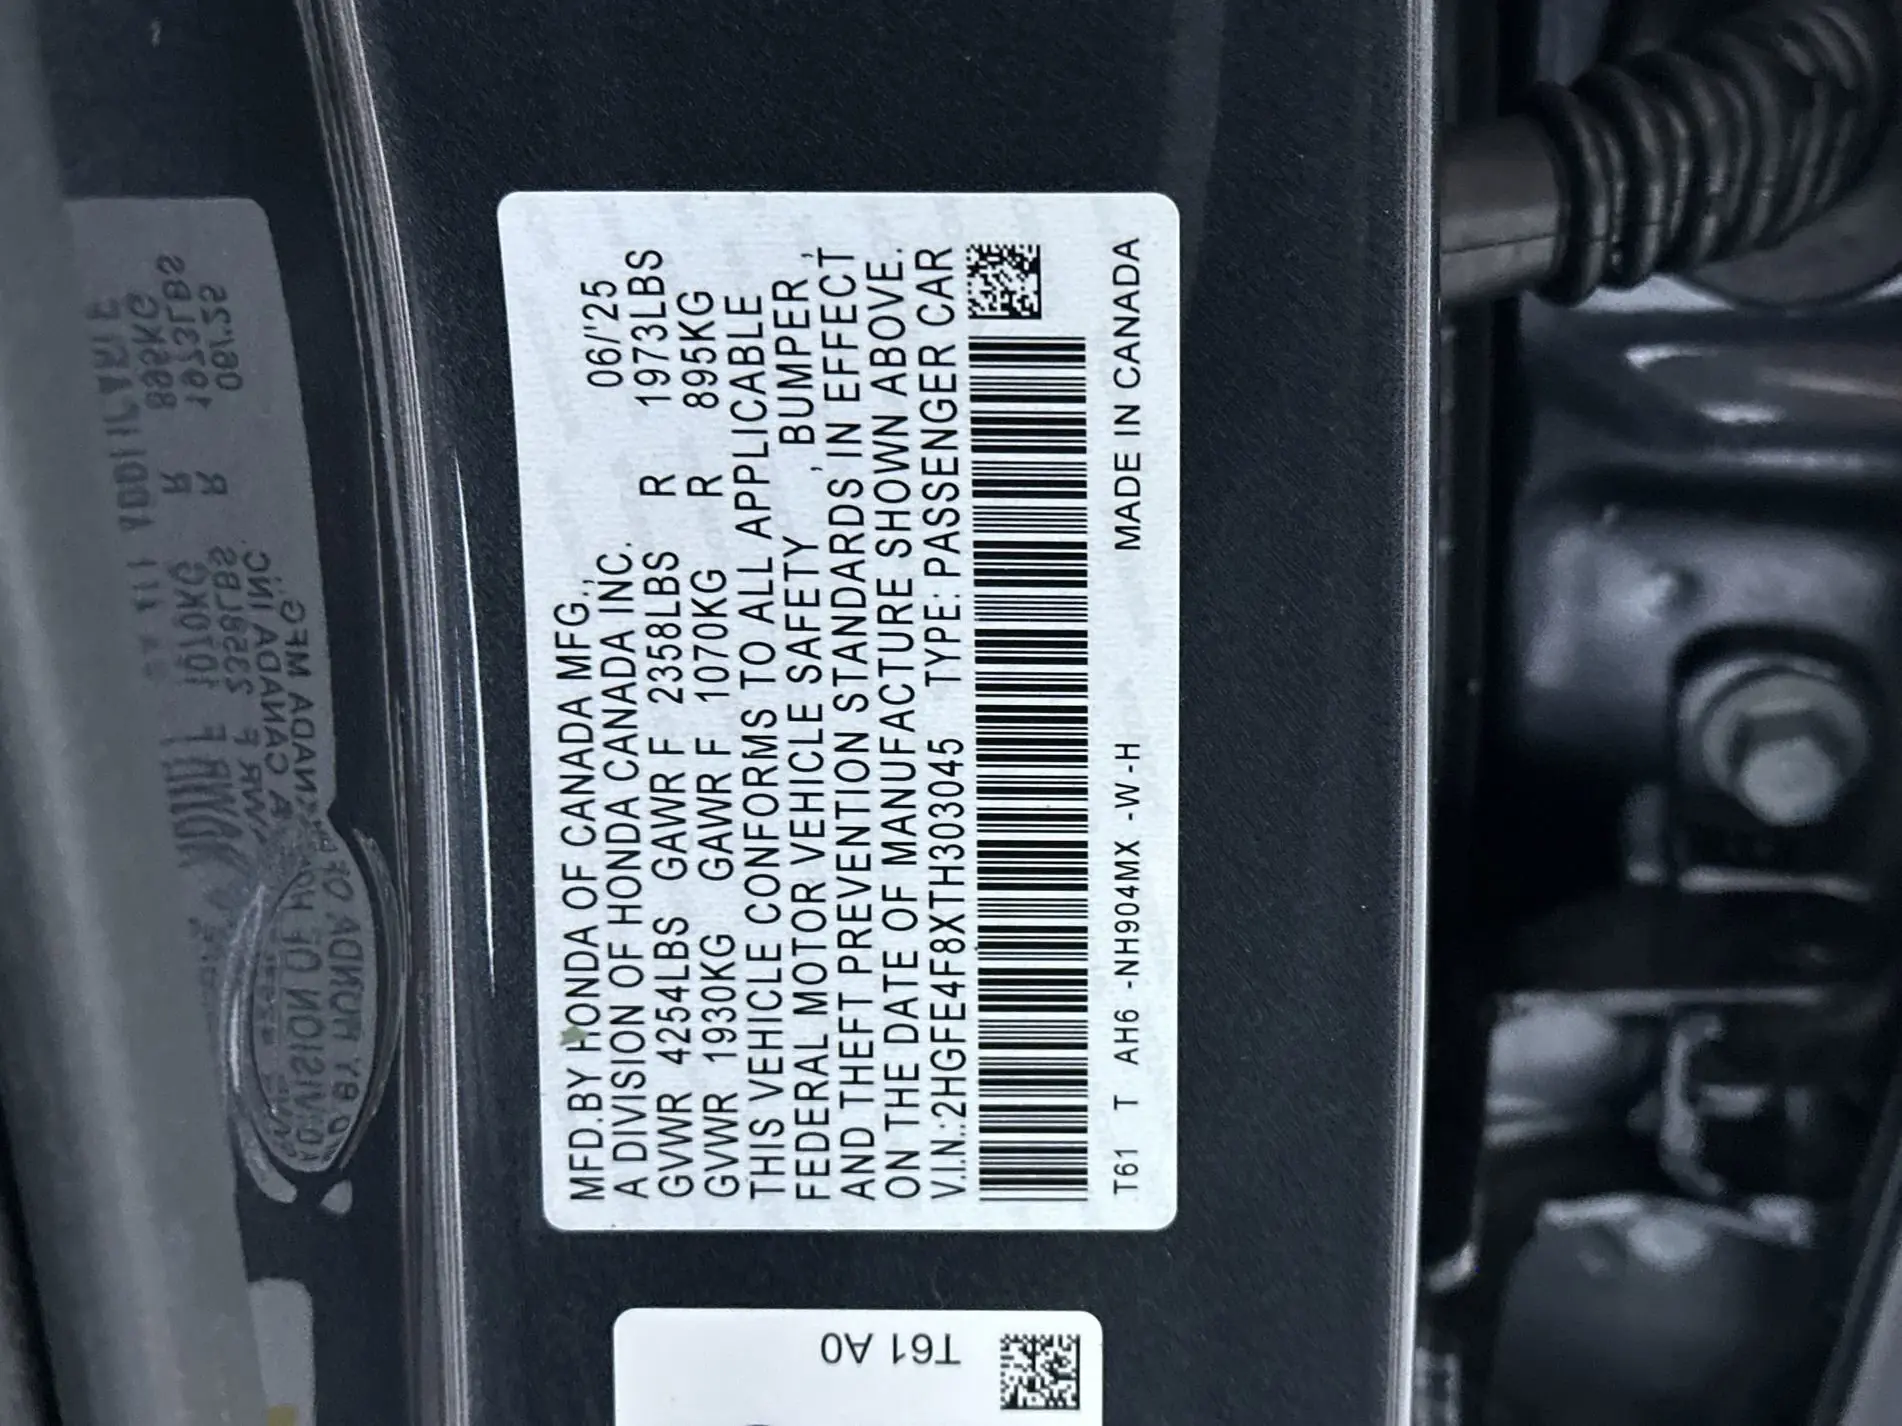 MFD.BY HONDA OF CANADA MFG.,    06/'25
A DIVISION OF HONDA CANADA INC.
GVWR 4254LBS GAWR F 2358LBS R 1973LBS
GVWR 1930KG GAWR F 1070KG R 895KG
THIS VEHICLE CONFORMS TO ALL APPLICABLE
FEDERAL MOTOR VEHICLE SAFETY , BUMPER ,
AND THEFT PREVENTION STANDARDS IN EFFECT
ON THE DATE OF MANUFACTURE SHOWN ABOVE.
V.I.N.:2HGFE4F8XTH303045 TYPE: PASSENGER CAR
T61 T AH6 -NH904MX -W-H MADE IN CANADA
T61 A0